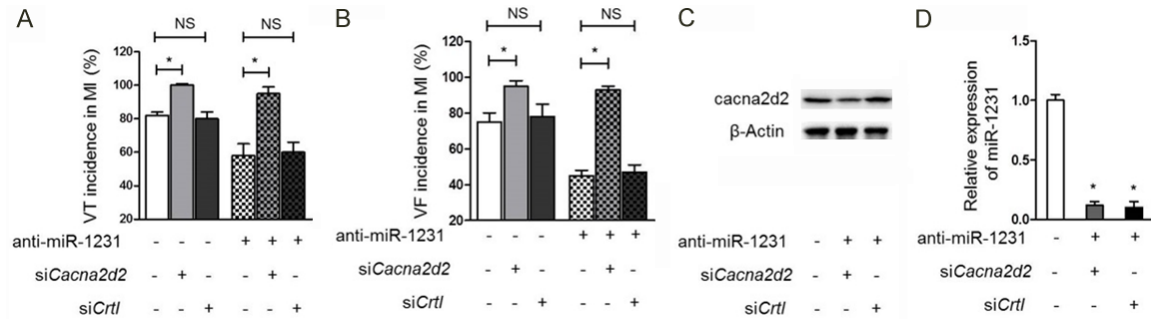 A
VT incidence in MI (%)
120
100
80
60
40
20
NS
*
NS
*
anti-miR-1231 - - - + + +
siCacna2d2 - + - - + -
siCrtl - - + - - +
B
VF incidence in MI (%)
120
100
80
60
40
20
NS
*
NS
*
anti-miR-1231 - - - + + +
siCacna2d2 - + - - + -
siCrtl - - + - - +
C
cacna2d2
β-Actin
anti-miR-1231 - + +
siCacna2d2 - + -
siCrtl - - +
D
Relative expression
of miR-1231
1.5
1.0
0.5
0.0
* *
anti-miR-1231 - + +
siCacna2d2 - + -
siCrtl - - +